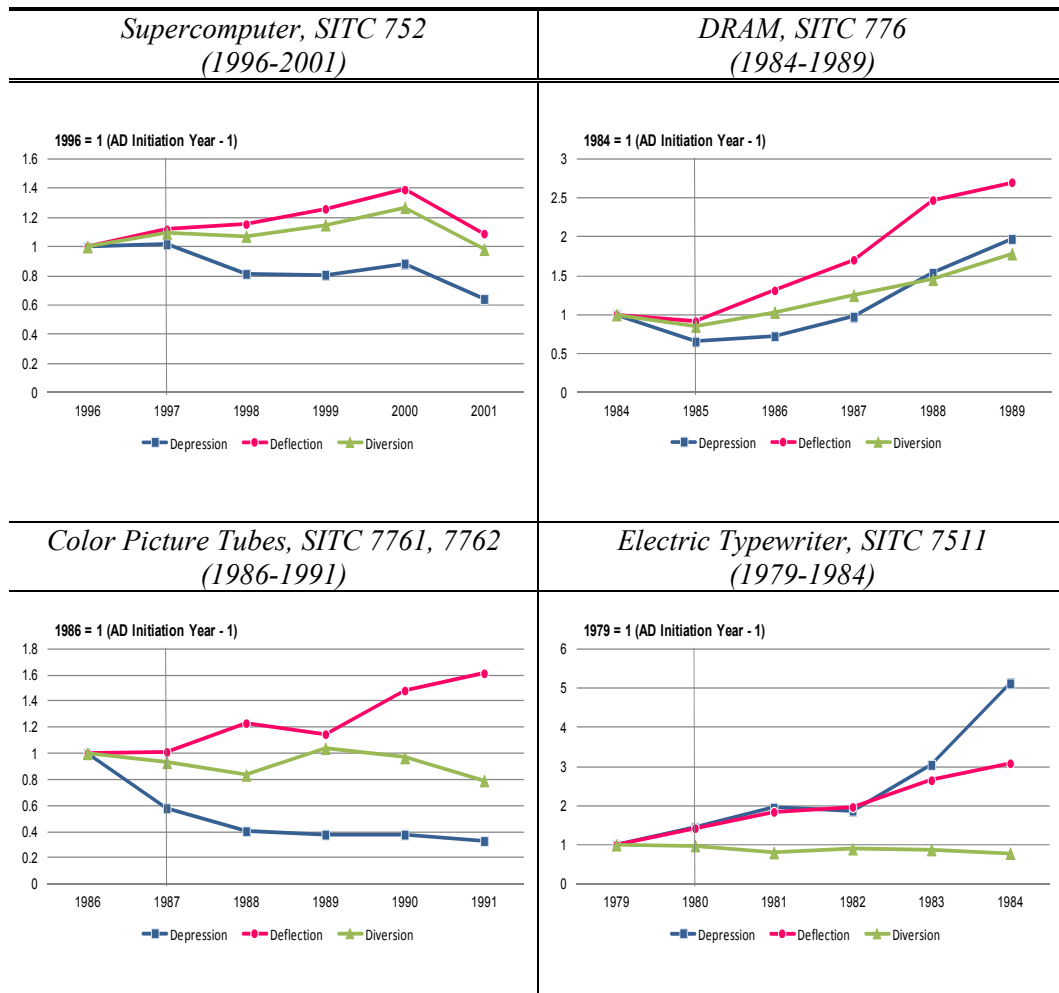 Supercomputer, SITC 752
(1996-2001)
DRAM, SITC 776
(1984-1989)
1996 = 1 (AD Initiation Year - 1)
1.6
1.4
1.2
1
0.8
0.6
0.4
0.2
0
1996 1997 1998 1999 2000 2001
Depression Deflection Diversion
1984 = 1 (AD Initiation Year - 1)
3
2.5
2
1.5
1
0.5
0
1984 1985 1986 1987 1988 1989
Depression Deflection Diversion
Color Picture Tubes, SITC 7761, 7762
(1986-1991)
Electric Typewriter, SITC 7511
(1979-1984)
1986 = 1 (AD Initiation Year - 1)
1.8
1.6
1.4
1.2
1
0.8
0.6
0.4
0.2
0
1986 1987 1988 1989 1990 1991
Depression Deflection Diversion
1979 = 1 (AD Initiation Year - 1)
6
5
4
3
2
1
0
1979 1980 1981 1982 1983 1984
Depression Deflection Diversion